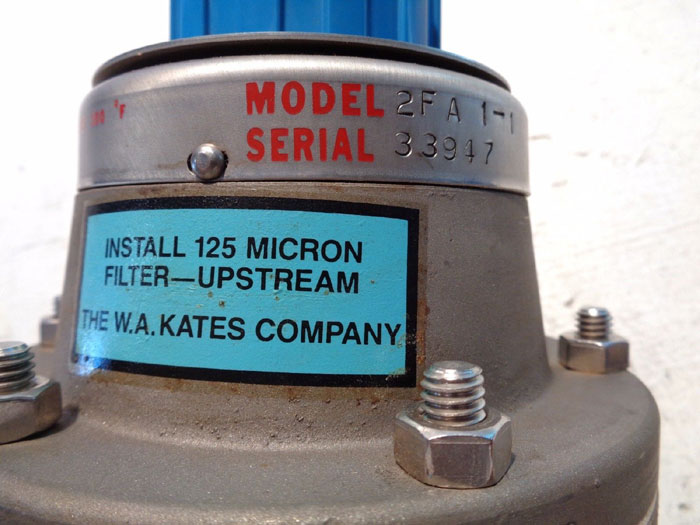 °F
MODEL 2FA 1-1
SERIAL 33947
INSTALL 125 MICRON
FILTER—UPSTREAM
THE W.A. KATES COMPANY